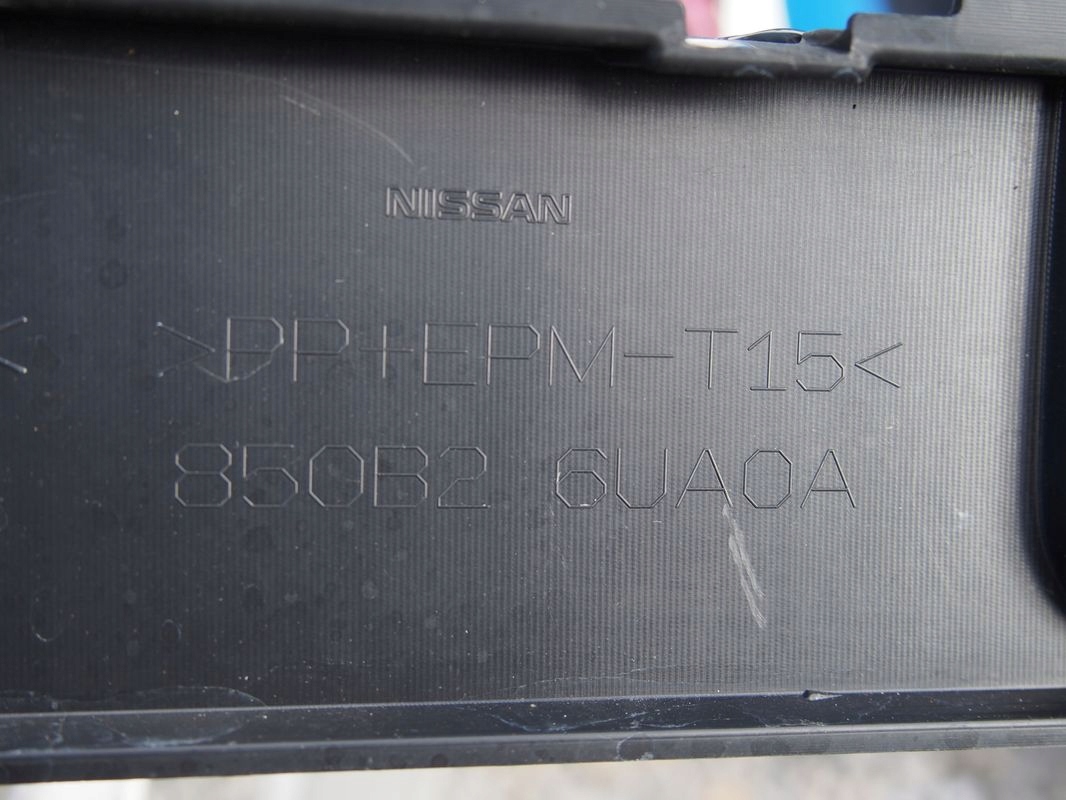 NISSAN
>PP+EPM-T15<
850B2 6UA0A